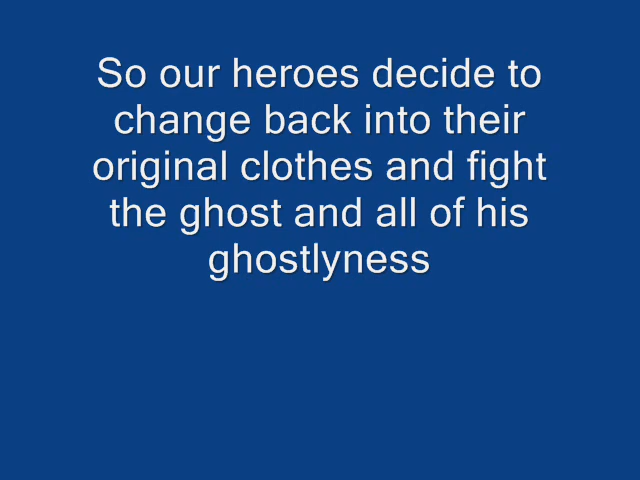 So our heroes decide to
change back into their
original clothes and fight
the ghost and all of his
ghostlyness